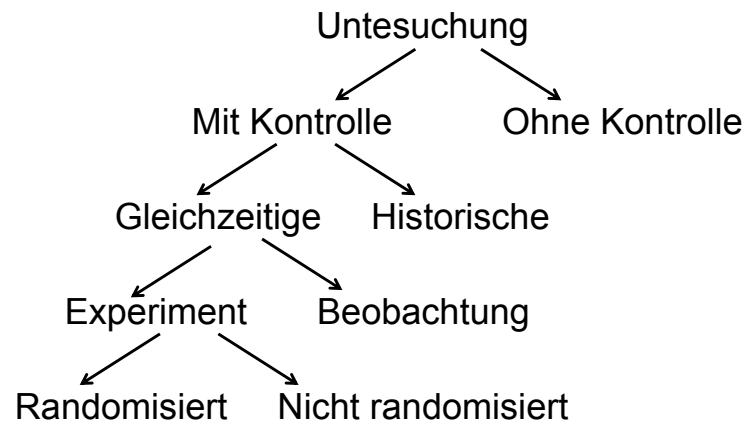 Untesuchung
Mit Kontrolle Ohne Kontrolle
Gleichzeitige Historische
Experiment Beobachtung
Randomisiert Nicht randomisiert